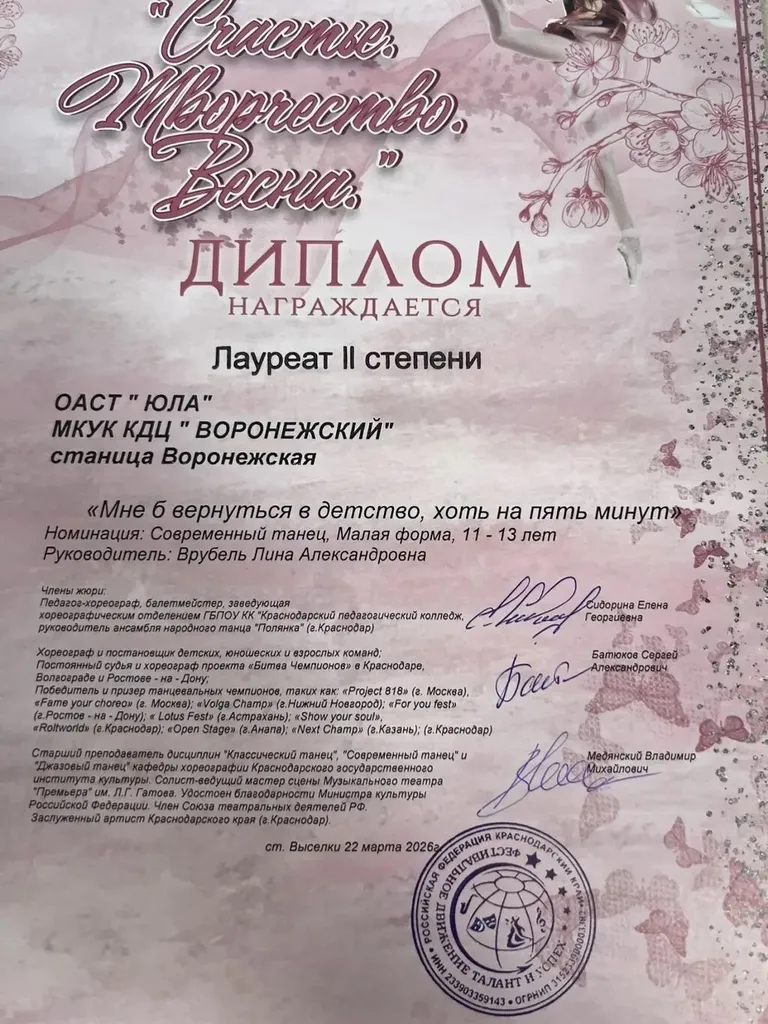 "Счастье.
Творчество.
Весна."
ДИПЛОМ
НАГРАЖДАЕТСЯ
Лауреат II степени
ОАСТ " ЮЛА"
МКУК КДЦ " ВОРОНЕЖСКИЙ"
станица Воронежская
«Мне б вернуться в детство, хоть на пять минут»
Номинация: Современный танец, Малая форма, 11 - 13 лет
Руководитель: Врубель Лина Александровна
Члены жюри:
Педагог-хореограф, балетмейстер, заведующая
хореографическим отделением ГБПОУ КК "Краснодарский педагогический колледж,
руководитель ансамбля народного танца "Полянка" (г.Краснодар)
Сидорина Елена
Георгиевна
Хореограф и постановщик детских, юношеских и взрослых команд;
Постоянный судья и хореограф проекта «Битва Чемпионов» в Краснодаре,
Волгограде и Ростове - на - Дону;
Победитель и призер танцевальных чемпионов, таких как: «Project 818» (г. Москва),
«Fame your choreo» (г. Москва); «Volga Champ» (г.Нижний Новгород); «For you fest»
(г.Ростов - на - Дону); « Lotus Fest» (г.Астрахань); «Show your soul»,
«Roltworld» (г.Краснодар); «Open Stage» (г.Анапа); «Next Champ» (г.Казань); (г.Краснодар)
Батюков Сергей
Александрович
Старший преподаватель дисциплин "Классический танец", "Современный танец" и
"Джазовый танец" кафедры хореографии Краснодарского государственного
института культуры. Солист-ведущий мастер сцены Музыкального театра
"Премьера" им. Л.Г. Гатова. Удостоен благодарности Министра культуры
Российской Федерации. Член Союза театральных деятелей РФ.
Заслуженный артист Краснодарского края (г.Краснодар).
Медянский Владимир
Михайлович
ст. Выселки 22 марта 2026г.
РОССИЙСКАЯ ФЕДЕРАЦИЯ КРАСНОДАРСКИЙ КРАЙ
ФЕСТИВАЛЬНОЕ ДВИЖЕНИЕ ТАЛАНТ И УСПЕХ
ИНН 233903359143 • ОГРНИП